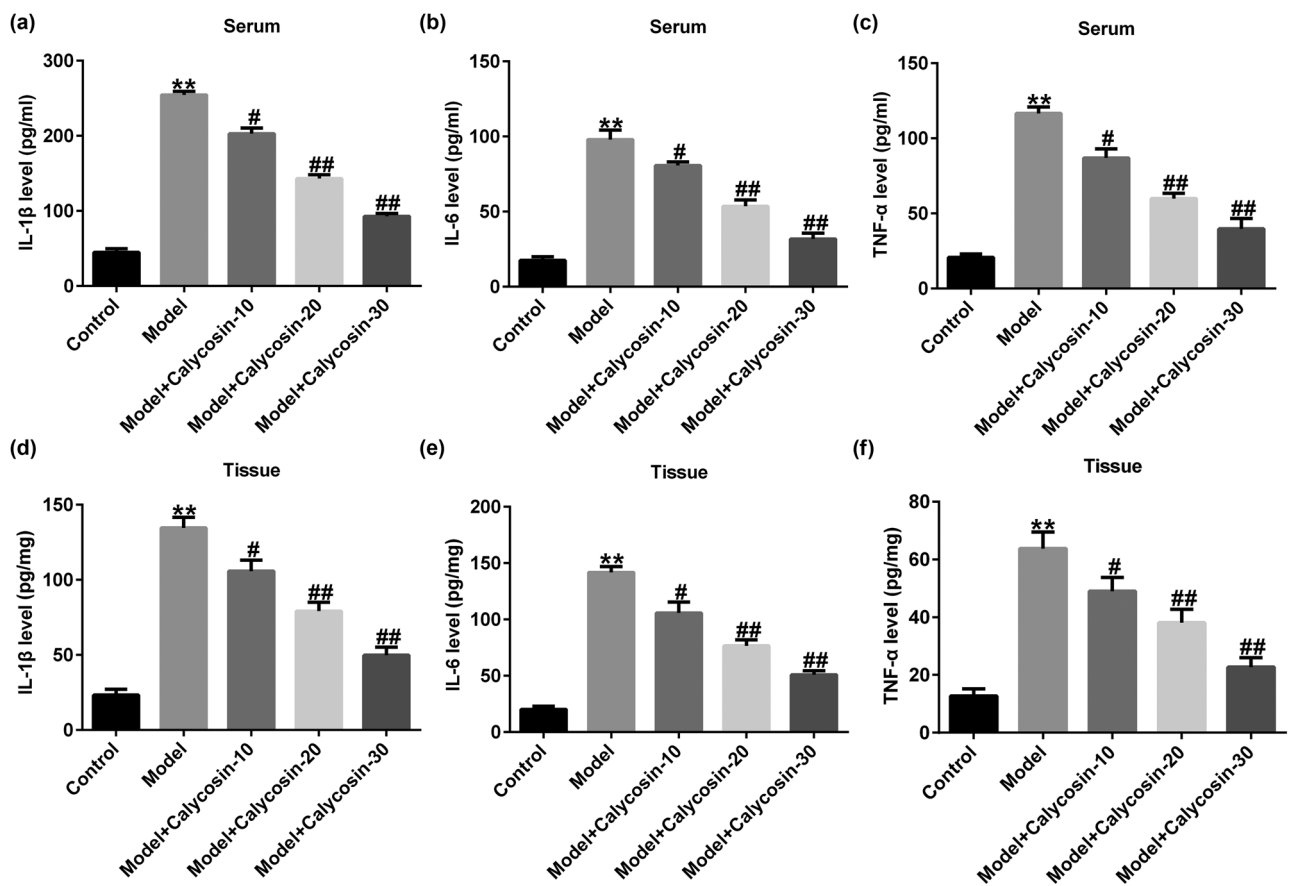 (a)
Serum
IL-1β level (pg/ml)
300
200
100
0
**
#
##
##
Control
Model
Model+Calycosin-10
Model+Calycosin-20
Model+Calycosin-30
(b)
Serum
IL-6 level (pg/ml)
150
100
50
0
**
#
##
##
Control
Model
Model+Calycosin-10
Model+Calycosin-20
Model+Calycosin-30
(c)
Serum
TNF-α level (pg/ml)
150
100
50
0
**
#
##
##
Control
Model
Model+Calycosin-10
Model+Calycosin-20
Model+Calycosin-30
(d)
Tissue
IL-1β level (pg/mg)
150
100
50
0
**
#
##
##
Control
Model
Model+Calycosin-10
Model+Calycosin-20
Model+Calycosin-30
(e)
Tissue
IL-6 level (pg/mg)
200
150
100
50
0
**
#
##
##
Control
Model
Model+Calycosin-10
Model+Calycosin-20
Model+Calycosin-30
(f)
Tissue
TNF-α level (pg/mg)
80
60
40
20
0
**
#
##
##
Control
Model
Model+Calycosin-10
Model+Calycosin-20
Model+Calycosin-30